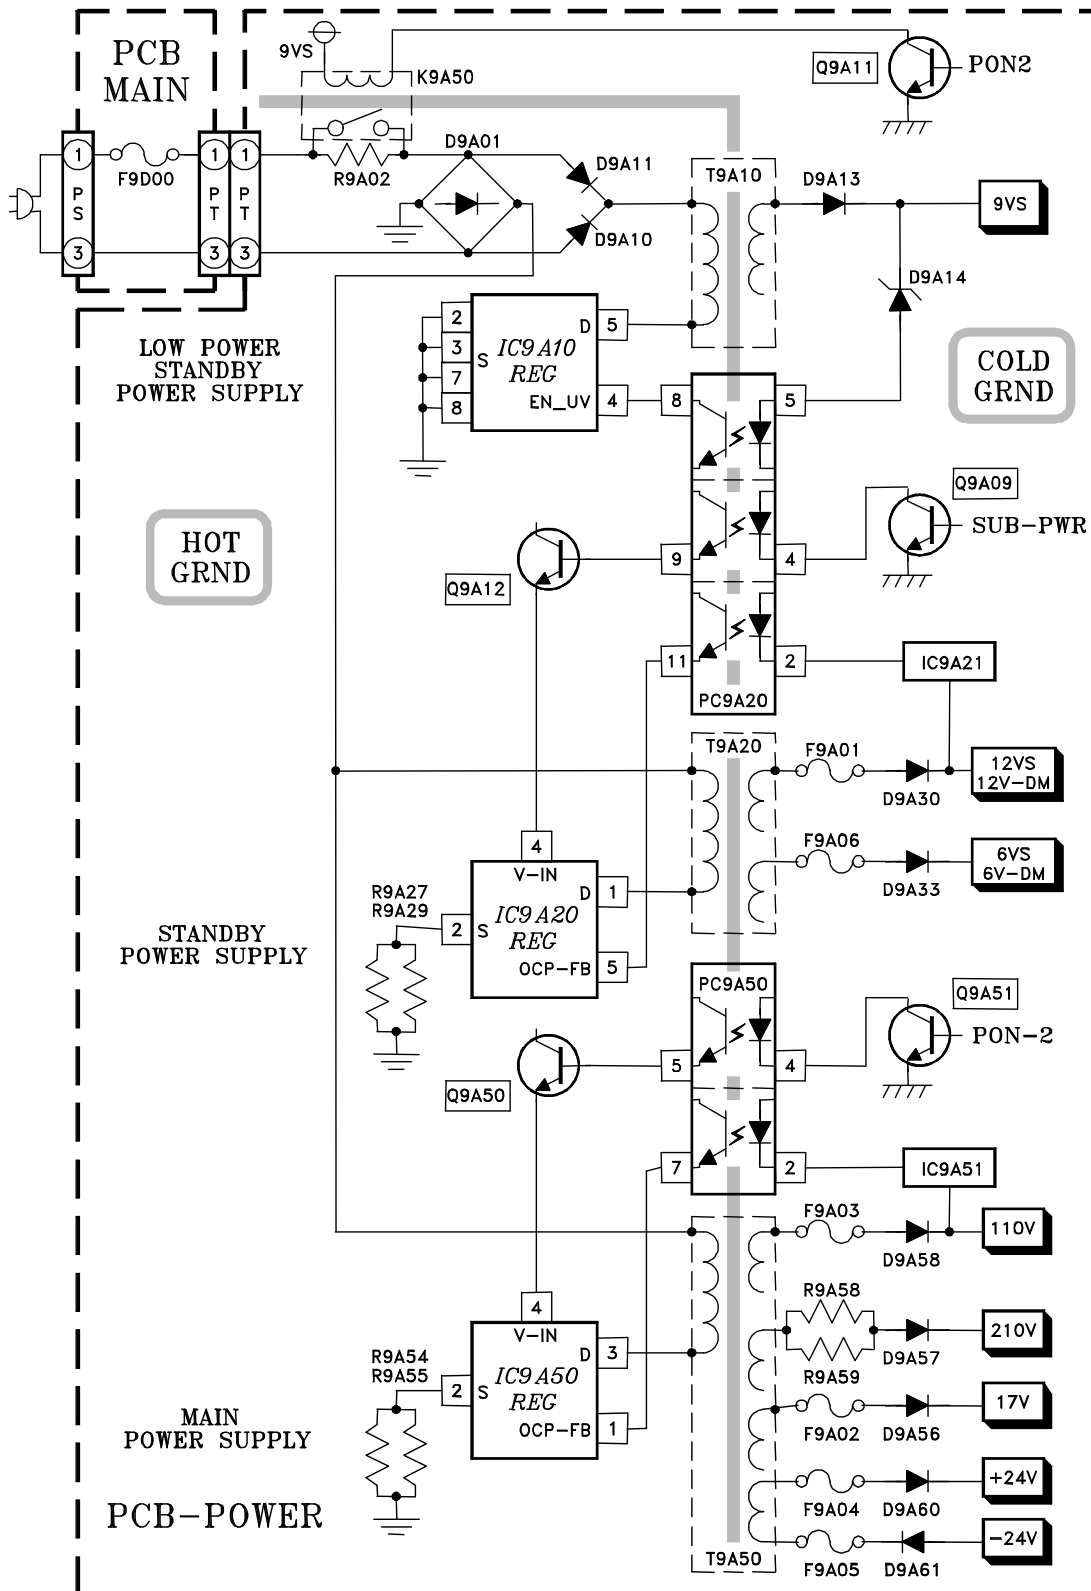 PCB
MAIN
9VS
K9A50
Q9A11
PON2
1
F9D00
1
1
R9A02
D9A01
D9A11
T9A10
D9A13
9VS
PS
PT
PT
D9A10
3
3
3
D9A14
LOW POWER
STANDBY
POWER SUPPLY
2
3
7
8
S
IC9A10
REG
D
5
EN_UV
4
8
5
COLD
GRND
HOT
GRND
Q9A09
SUB-PWR
Q9A12
9
4
11
2
IC9A21
PC9A20
T9A20
F9A01
D9A30
12VS
12V-DM
4
V-IN
F9A06
D9A33
6VS
6V-DM
R9A27
R9A29
2
S
IC9A20
REG
D
1
OCP-FB
5
STANDBY
POWER SUPPLY
PC9A50
Q9A51
PON-2
Q9A50
5
4
7
2
IC9A51
F9A03
D9A58
110V
4
V-IN
R9A58
D9A57
210V
R9A59
R9A54
R9A55
2
S
IC9A50
REG
D
3
OCP-FB
1
F9A02
D9A56
17V
MAIN
POWER SUPPLY
F9A04
D9A60
+24V
PCB-POWER
T9A50
F9A05
D9A61
-24V